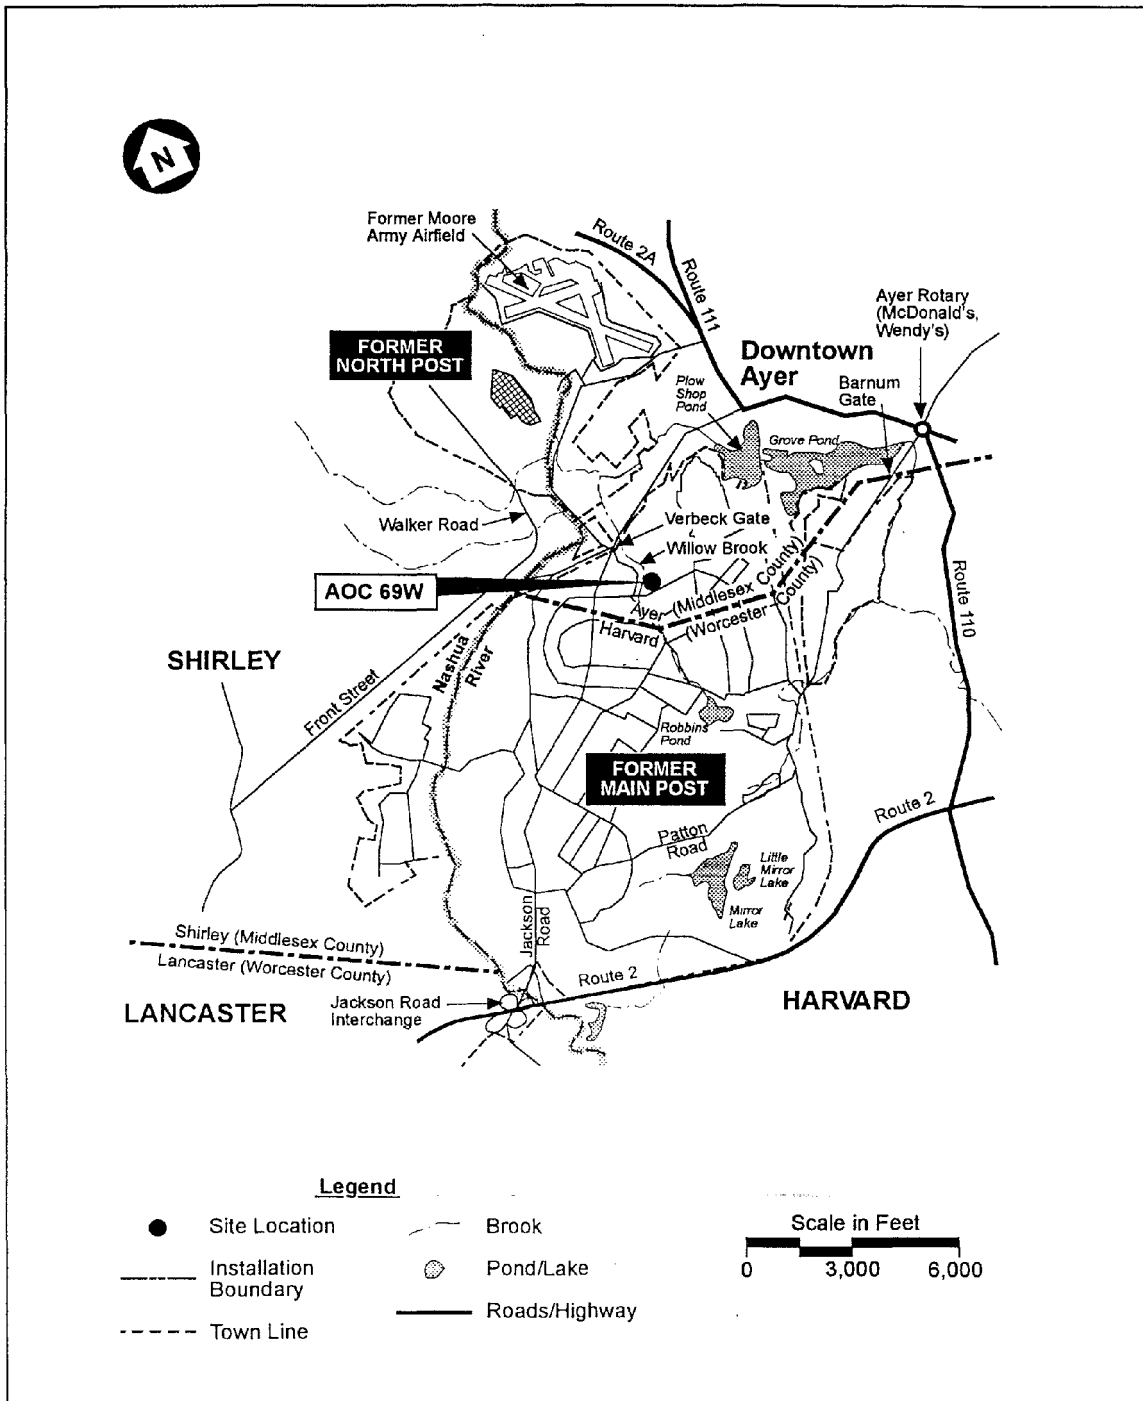 N
Former Moore
Army Airfield
Route 2A
Route 111
Ayer Rotary
(McDonald's,
Wendy's)
FORMER
NORTH POST
Downtown
Ayer
Plow
Shop
Pond
Barnum
Gate
Grove Pond
Walker Road
Verbeck Gate
Willow Brook
AOC 69W
Ayer (Middlesex County)
Harvard (Worcester County)
Route 110
SHIRLEY
Nashua
River
Front Street
Robbins
Pond
FORMER
MAIN POST
Route 2
Patton
Road
Little
Mirror
Lake
Mirror
Lake
Jackson
Road
Shirley (Middlesex County)
Lancaster (Worcester County)
Route 2
LANCASTER
Jackson Road
Interchange
HARVARD
Legend
Site Location
Installation
Boundary
Town Line
Brook
Pond/Lake
Roads/Highway
Scale in Feet
0 3,000 6,000